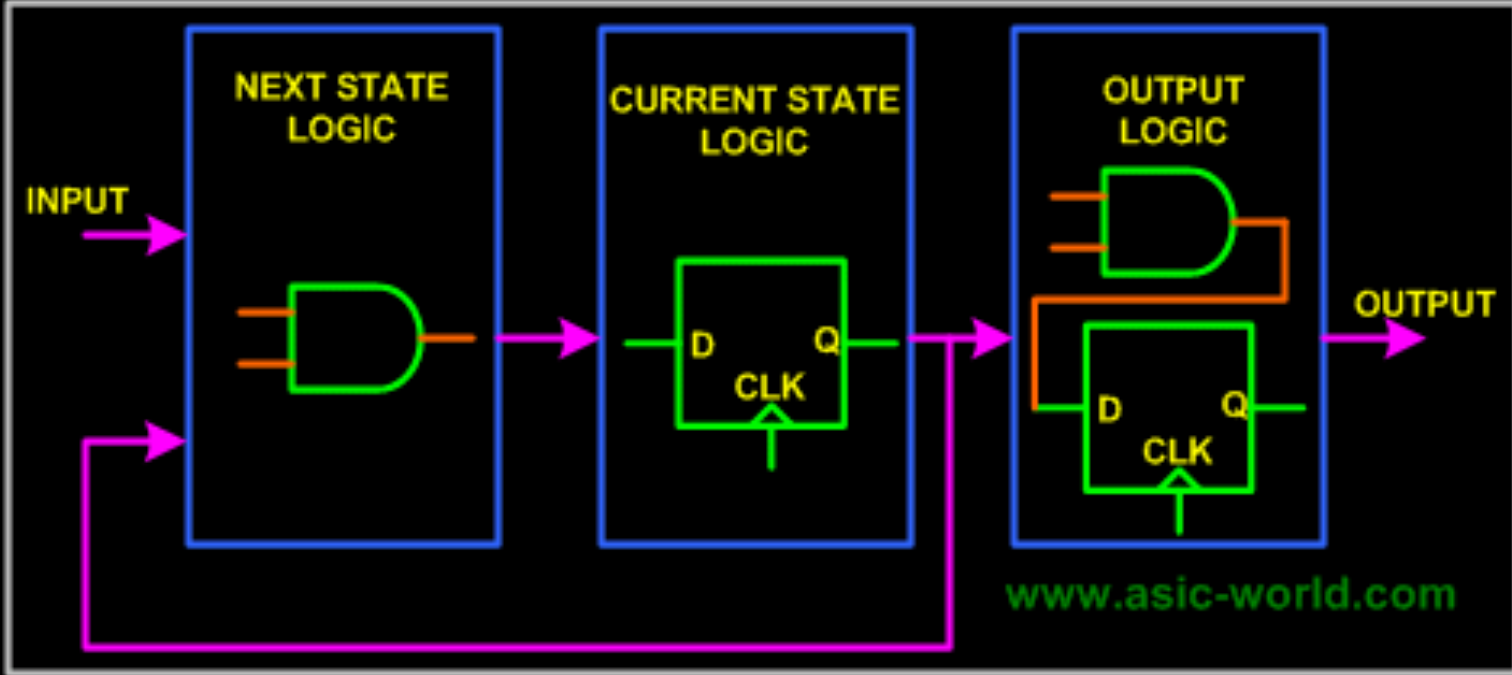 NEXT STATE
LOGIC
CURRENT STATE
LOGIC
OUTPUT
LOGIC
INPUT
OUTPUT
D
Q
CLK
D
Q
CLK
www.asic-world.com